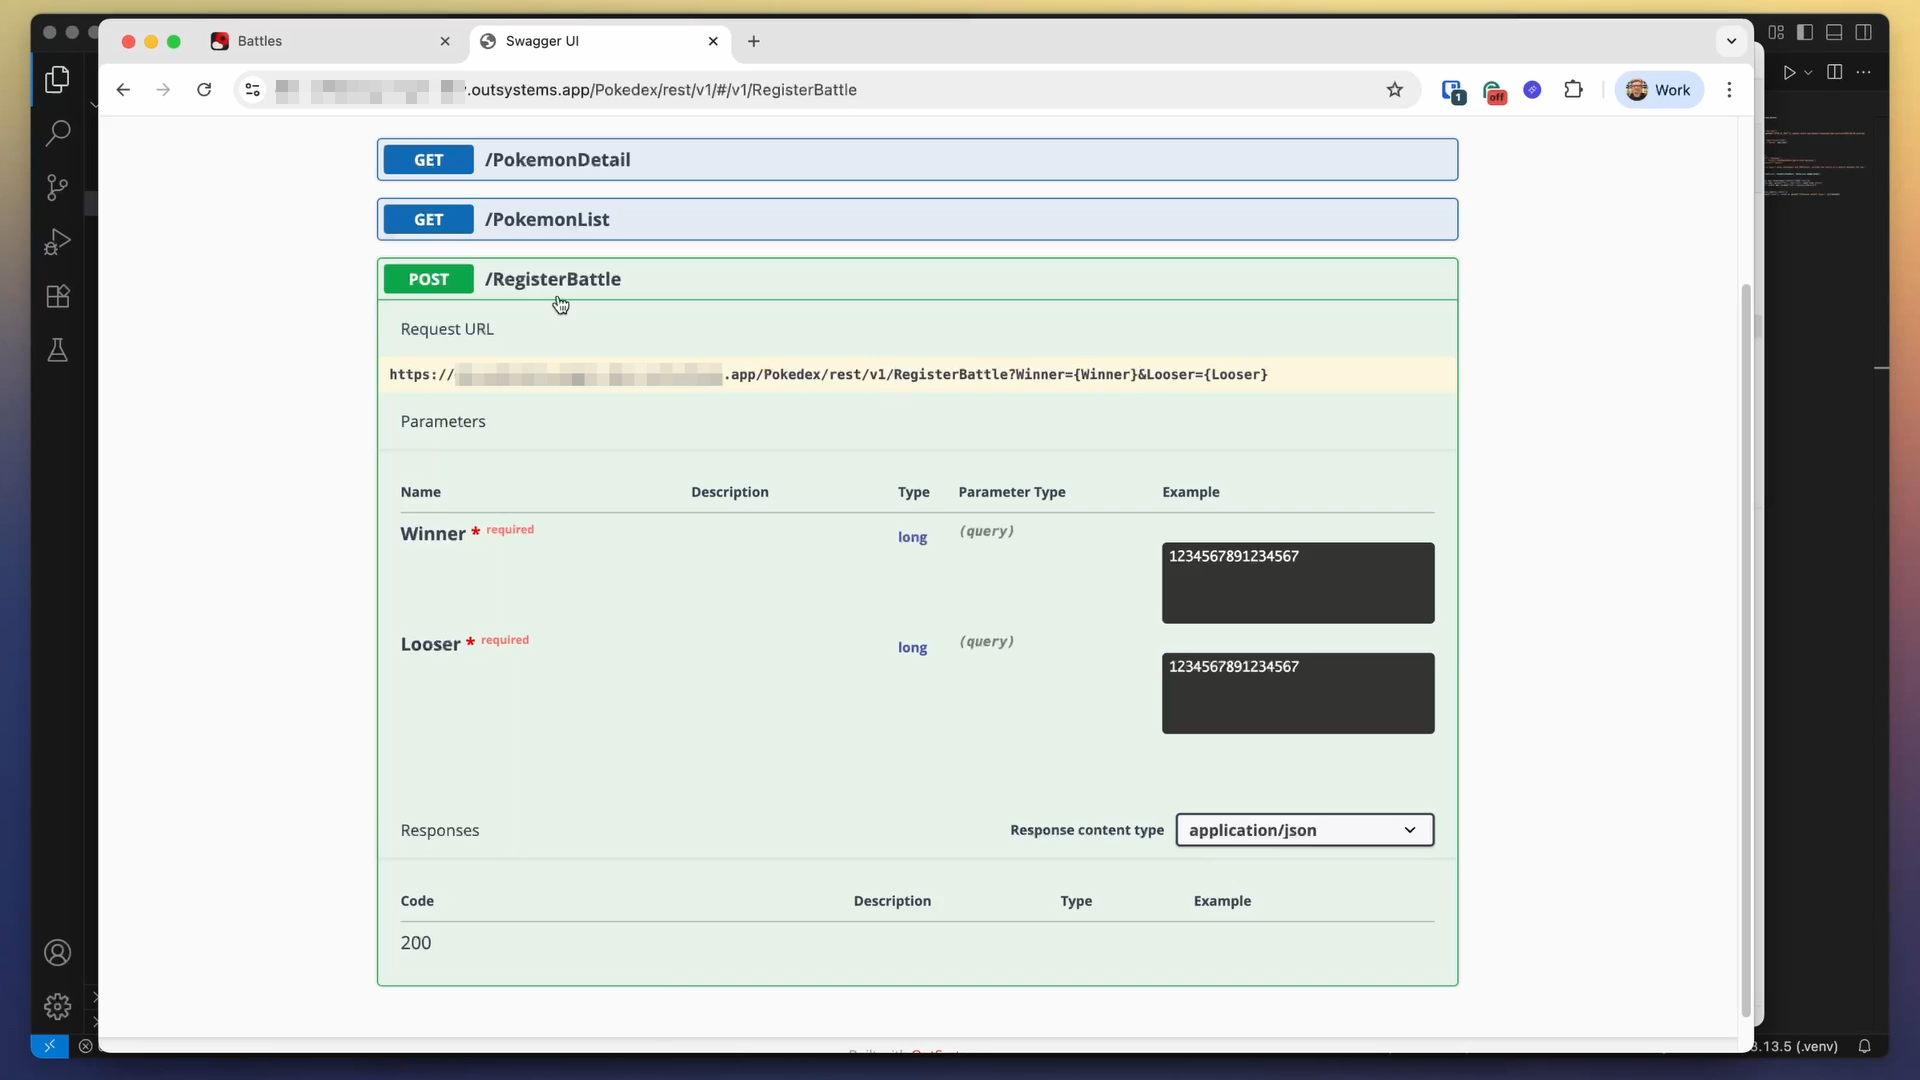 Battles
Swagger UI
.outsystems.app/Pokedex/rest/v1/#/v1/RegisterBattle
1
off
Work
GET /PokemonDetail
GET /PokemonList
POST /RegisterBattle
Request URL
https:// .app/Pokedex/rest/v1/RegisterBattle?Winner={Winner}&Looser={Looser}
Parameters
Name Description Type Parameter Type Example
Winner * required long (query) 1234567891234567
Looser * required long (query) 1234567891234567
Responses Response content type application/json
Code Description Type Example
200
3.13.5 (.venv)